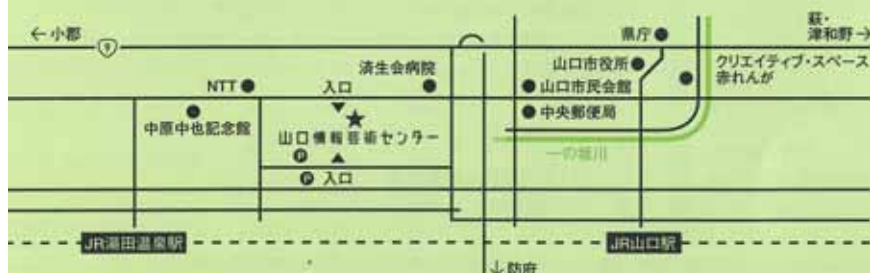 ←小郡
9
県庁
萩・
津和野→
山口市役所
クリエイティブ・スペース
赤れんが
済生会病院
NTT
入口
山口市民会館
中央郵便局
中原中也記念館
山口情報芸術センター
P
P 入口
一の坂川
JR湯田温泉駅
JR山口駅
↓防府